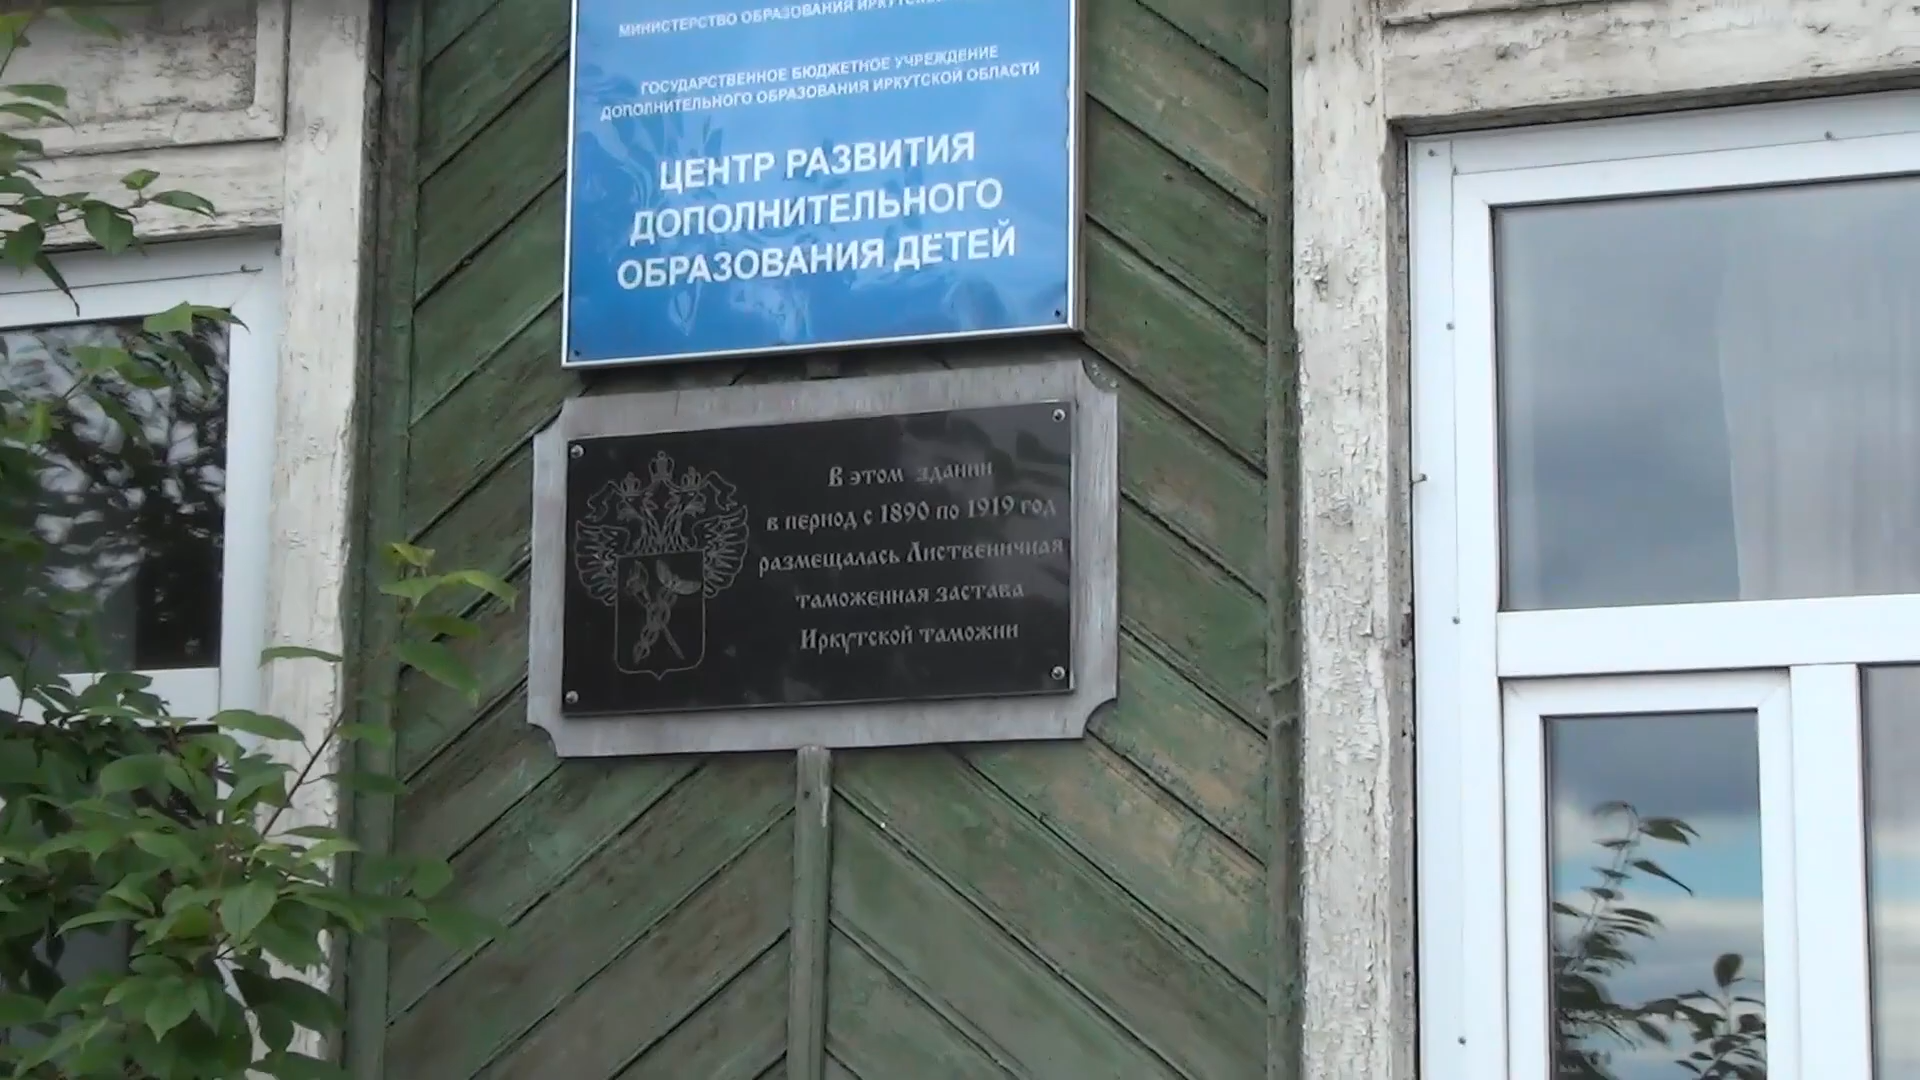 МИНИСТЕРСТВО ОБРАЗОВАНИЯ
ГОСУДАРСТВЕННОЕ БЮДЖЕТНОЕ УЧРЕЖДЕНИЕ
ДОПОЛНИТЕЛЬНОГО ОБРАЗОВАНИЯ ИРКУТСКОЙ ОБЛАСТИ
ЦЕНТР РАЗВИТИЯ
ДОПОЛНИТЕЛЬНОГО
ОБРАЗОВАНИЯ ДЕТЕЙ
В этом здании
в период с 1890 по 1919 год
размещалась Лиственичная
таможенная застава
Иркутской таможни